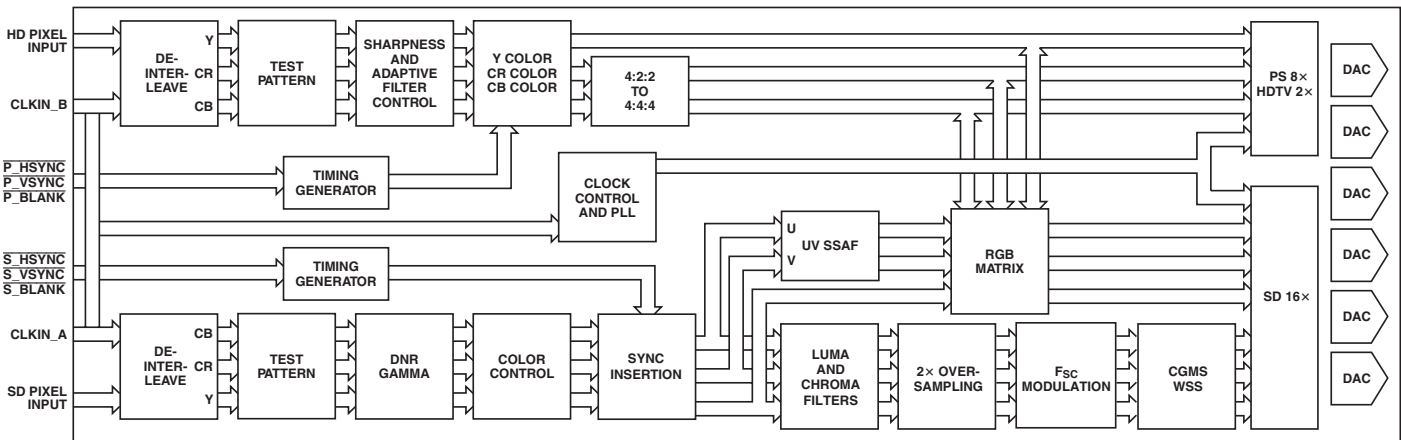 HD PIXEL
INPUT
CLKIN_B
P_HSYNC
P_VSYNC
P_BLANK
S_HSYNC
S_VSYNC
S_BLANK
CLKIN_A
SD PIXEL
INPUT
DE-
INTER-
LEAVE
Y
CR
CB
TEST
PATTERN
SHARPNESS
AND
ADAPTIVE
FILTER
CONTROL
Y COLOR
CR COLOR
CB COLOR
4:2:2
TO
4:4:4
PS 8×
HDTV 2×
TIMING
GENERATOR
CLOCK
CONTROL
AND PLL
TIMING
GENERATOR
U
V
UV SSAF
RGB
MATRIX
SD 16×
DE-
INTER-
LEAVE
CB
CR
Y
TEST
PATTERN
DNR
GAMMA
COLOR
CONTROL
SYNC
INSERTION
LUMA
AND
CHROMA
FILTERS
2× OVER-
SAMPLING
FSC
MODULATION
CGMS
WSS
DAC
DAC
DAC
DAC
DAC
DAC